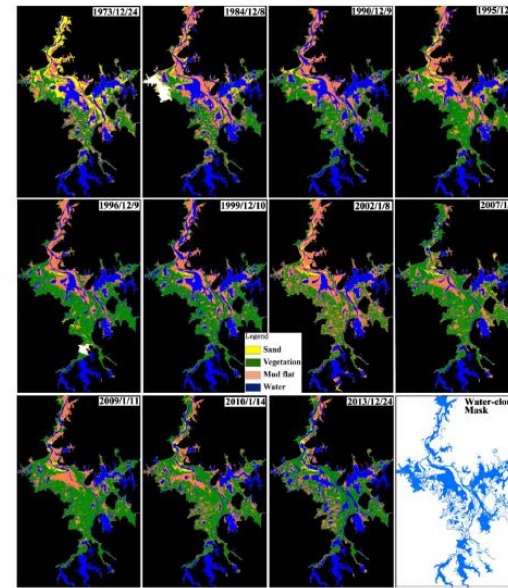 1973/12/24
1984/12/8
1990/12/9
1995/12
1996/12/9
1999/12/10
2002/1/8
2007/1/
Legend
Sand
Vegetation
Mud flat
Water
2009/1/11
2010/1/14
2013/12/24
Water-clou
Mask